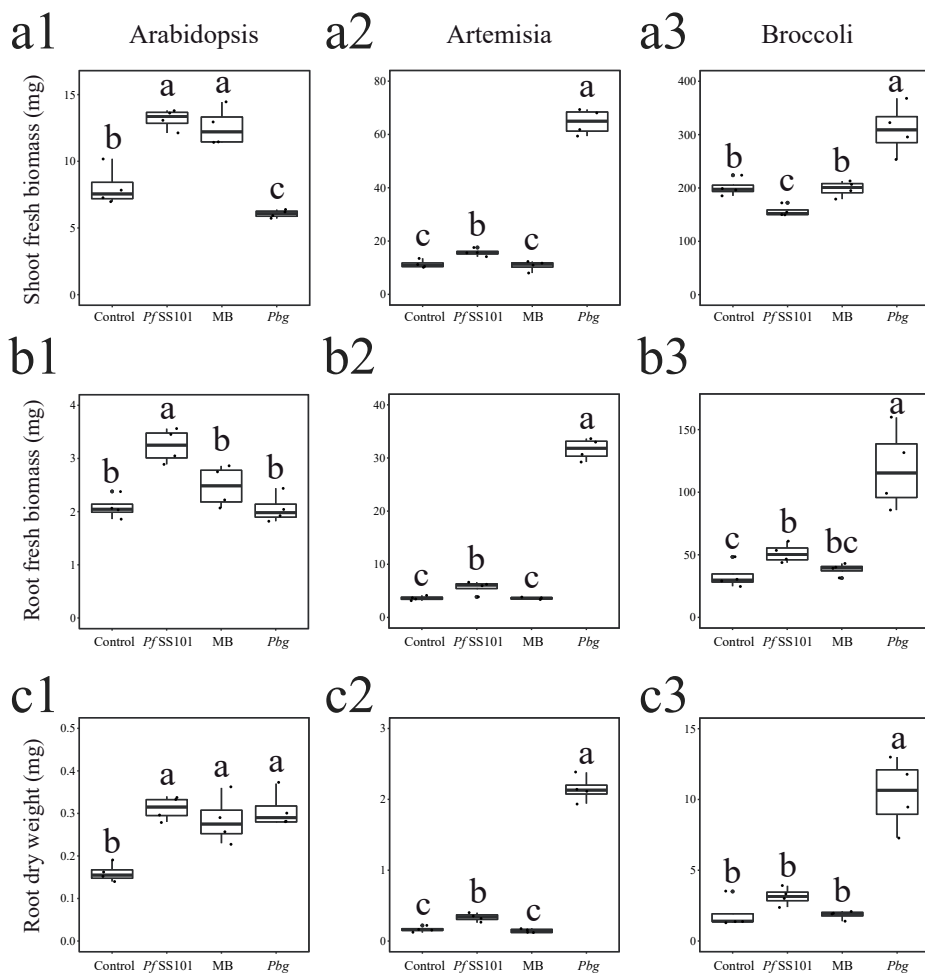 a1 Arabidopsis a2 Artemisia a3 Broccoli
Shoot fresh biomass (mg)
15
10
5
0
b
a
a
c
Control Pf SS101 MB Pbg
80
60
40
20
0
c
b
c
a
Control Pf SS101 MB Pbg
400
300
200
100
0
b
c
b
a
Control Pf SS101 MB Pbg
b1 b2 b3
Root fresh biomass (mg)
4
3
2
1
0
b
a
b
b
Control Pf SS101 MB Pbg
40
30
20
10
0
c
b
c
a
Control Pf SS101 MB Pbg
150
100
50
0
c
b
bc
a
Control Pf SS101 MB Pbg
c1 c2 c3
Root dry weight (mg)
0.5
0.4
0.3
0.2
0.1
0.0
b
a
a
a
Control Pf SS101 MB Pbg
3
2
1
0
c
b
c
a
Control Pf SS101 MB Pbg
15
10
5
0
b
b
b
a
Control Pf SS101 MB Pbg